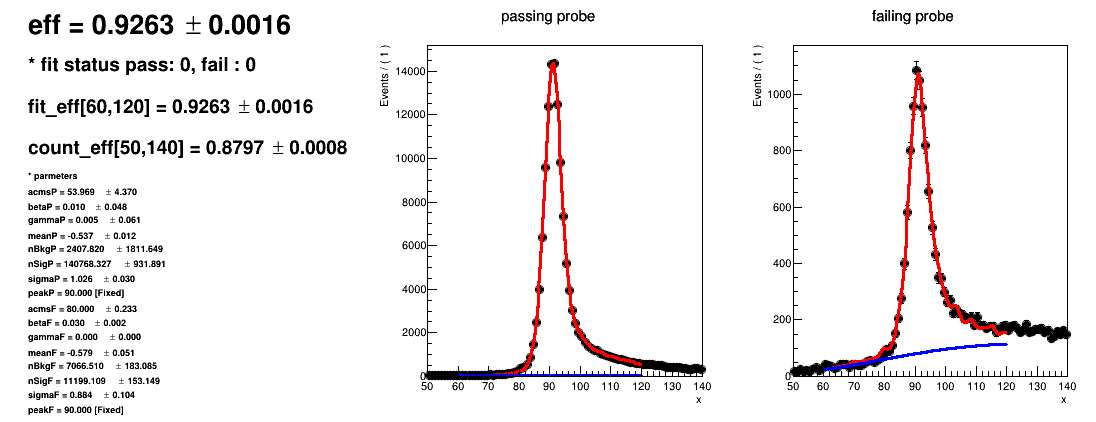 eff = 0.9263 ± 0.0016
* fit status pass: 0, fail : 0
fit_eff[60,120] = 0.9263 ± 0.0016
count_eff[50,140] = 0.8797 ± 0.0008
* parmeters
acmsP = 53.969 ± 4.370
betaP = 0.010 ± 0.048
gammaP = 0.005 ± 0.061
meanP = -0.537 ± 0.012
nBkgP = 2407.820 ± 1811.649
nSigP = 140768.327 ± 931.891
sigmaP = 1.026 ± 0.030
peakP = 90.000 [Fixed]
acmsF = 80.000 ± 0.233
betaF = 0.030 ± 0.002
gammaF = 0.000 ± 0.000
meanF = -0.579 ± 0.051
nBkgF = 7066.510 ± 183.085
nSigF = 11199.109 ± 153.149
sigmaF = 0.884 ± 0.104
peakF = 90.000 [Fixed]
passing probe
Events / ( 1 )
14000
12000
10000
8000
6000
4000
2000
0
50 60 70 80 90 100 110 120 130 140
x
failing probe
Events / ( 1 )
1000
800
600
400
200
0
50 60 70 80 90 100 110 120 130 140
x